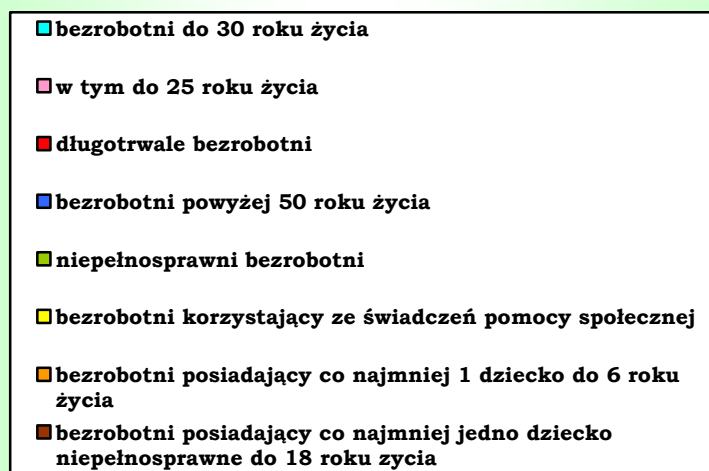 bezrobotni do 30 roku życia
w tym do 25 roku życia
długotrwale bezrobotni
bezrobotni powyżej 50 roku życia
niepełnosprawni bezrobotni
bezrobotni korzystający ze świadczeń pomocy społecznej
bezrobotni posiadający co najmniej 1 dziecko do 6 roku
życia
bezrobotni posiadający co najmniej jedno dziecko
niepełnosprawne do 18 roku zycia